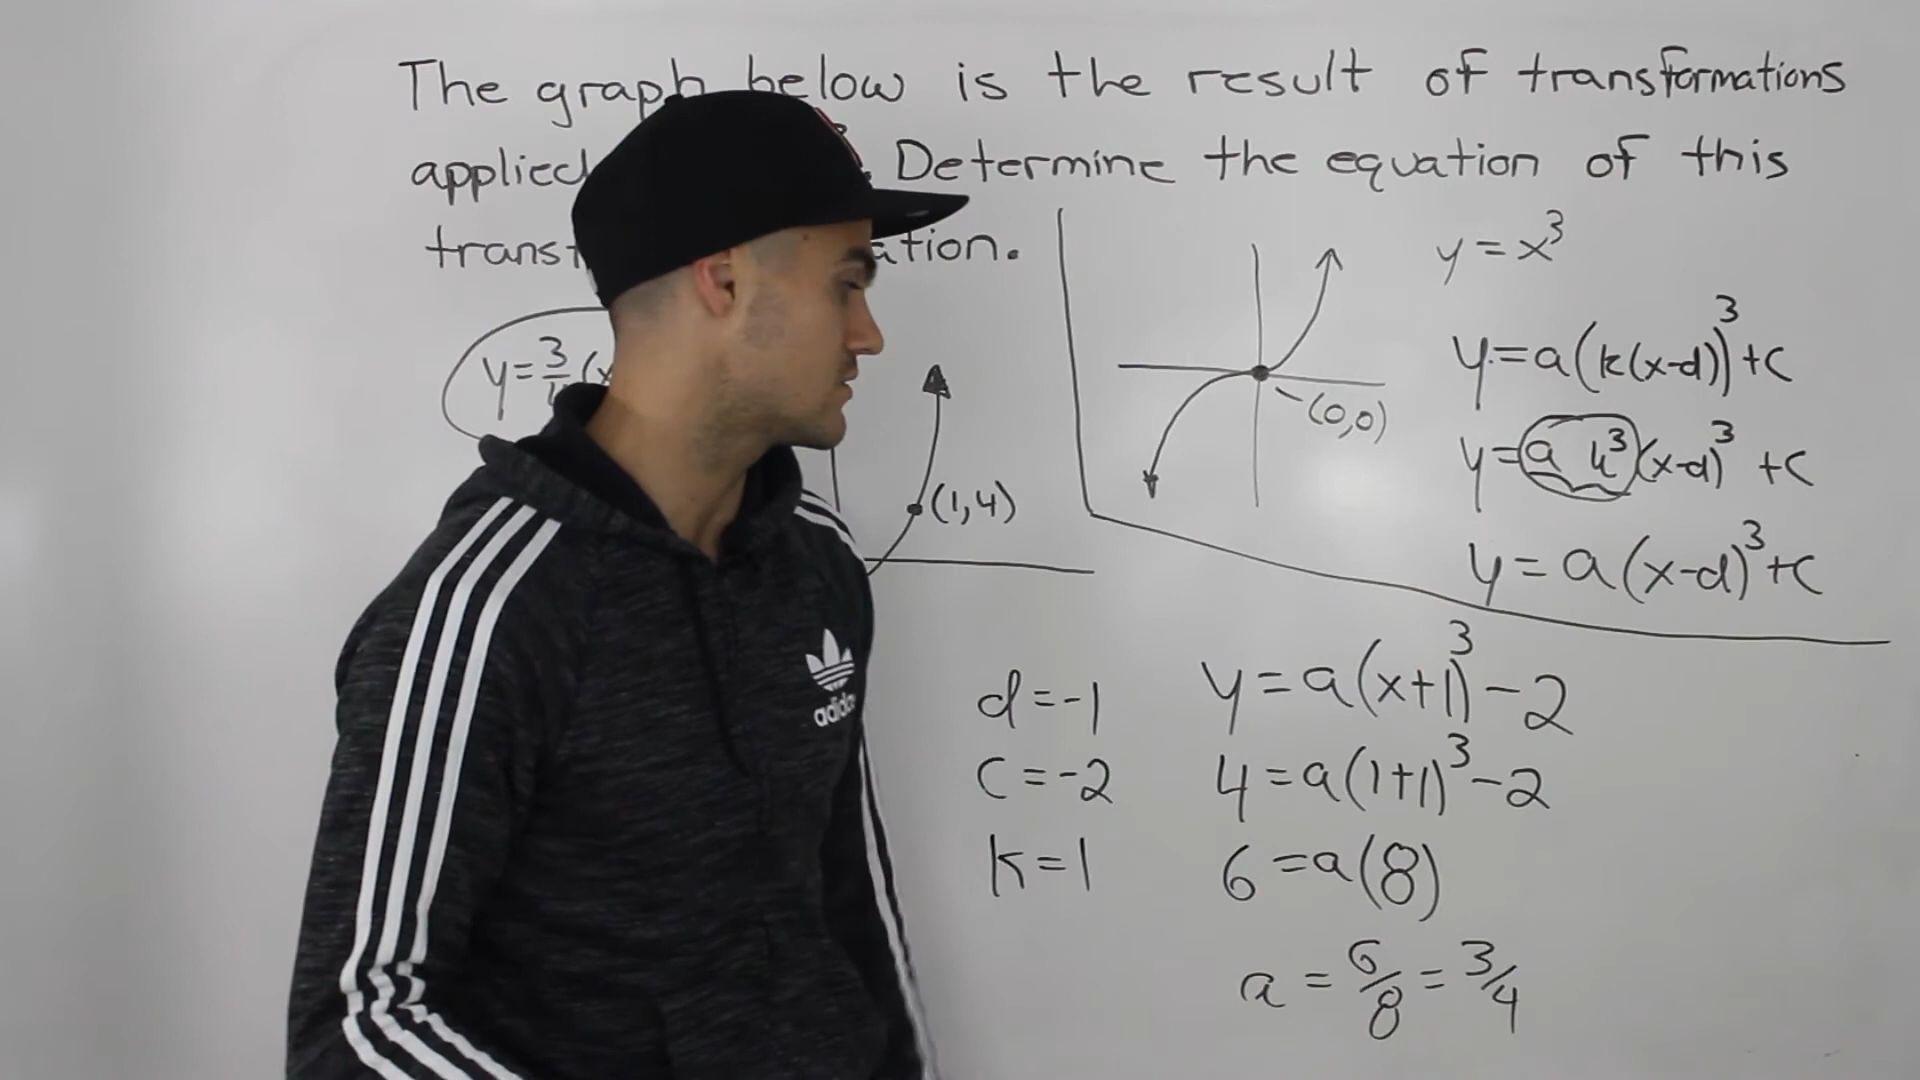 The graph below is the result of transformations
applied Determine the equation of this
ation.
y=3/4(x
(1,4)
(0,0)
y=x³
y=a(k(x-d))³+c
y=a k³(x-d)³+c
y=a(x-d)³+c
d=-1
c=-2
k=1
y=a(x+1)³-2
4=a(1+1)³-2
6=a(8)
a=6/8=3/4
adidas